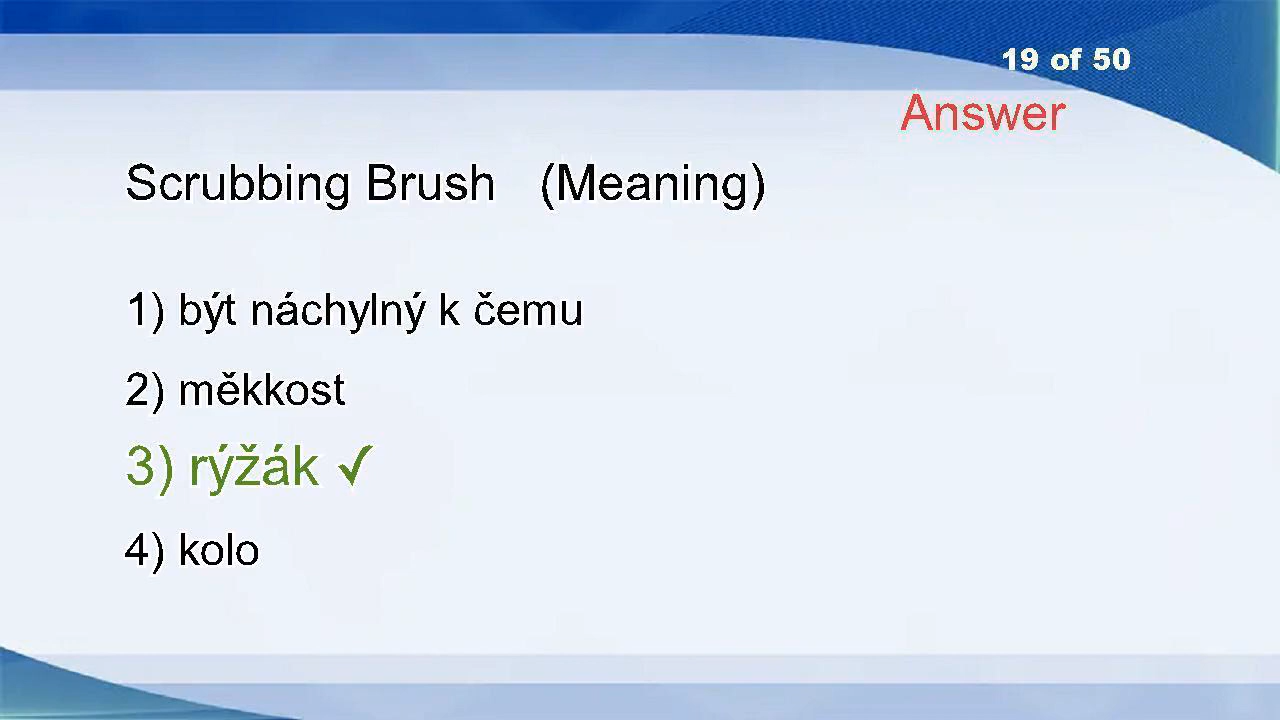 19 of 50
Answer
Scrubbing Brush (Meaning)
1) být náchylný k čemu
2) měkkost
3) rýžák ✓
4) kolo